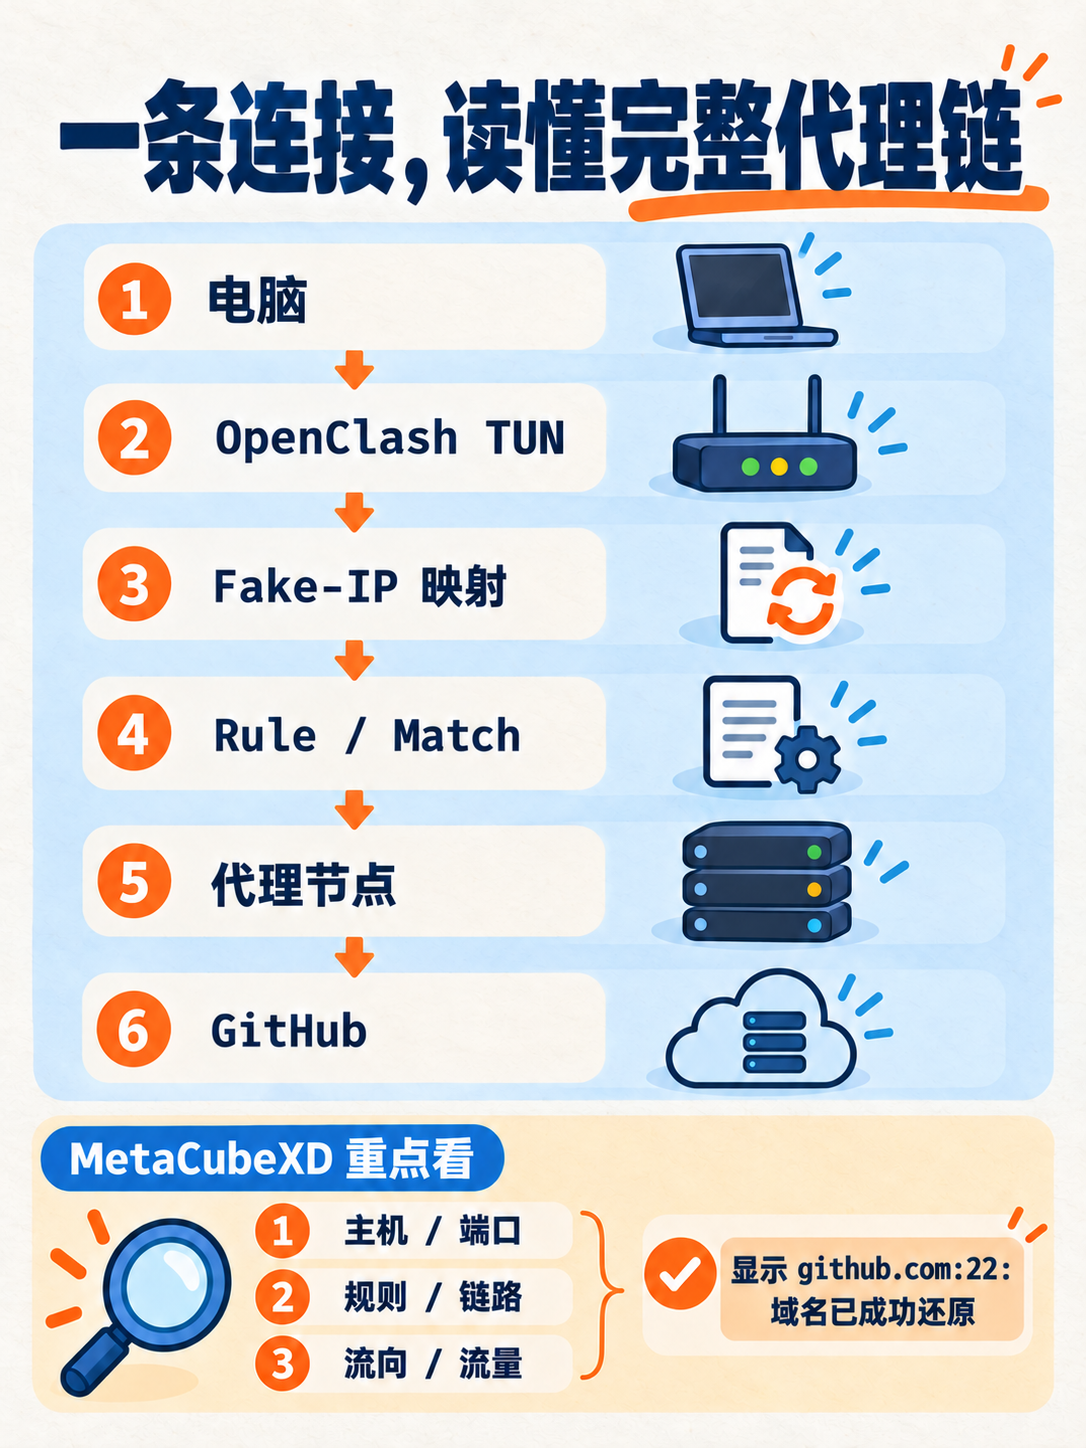 一条连接,读懂完整代理链
1 电脑
2 OpenClash TUN
3 Fake-IP 映射
4 Rule / Match
5 代理节点
6 GitHub
MetaCubeXD 重点看
1 主机 / 端口
2 规则 / 链路
3 流向 / 流量
显示 github.com:22:
域名已成功还原